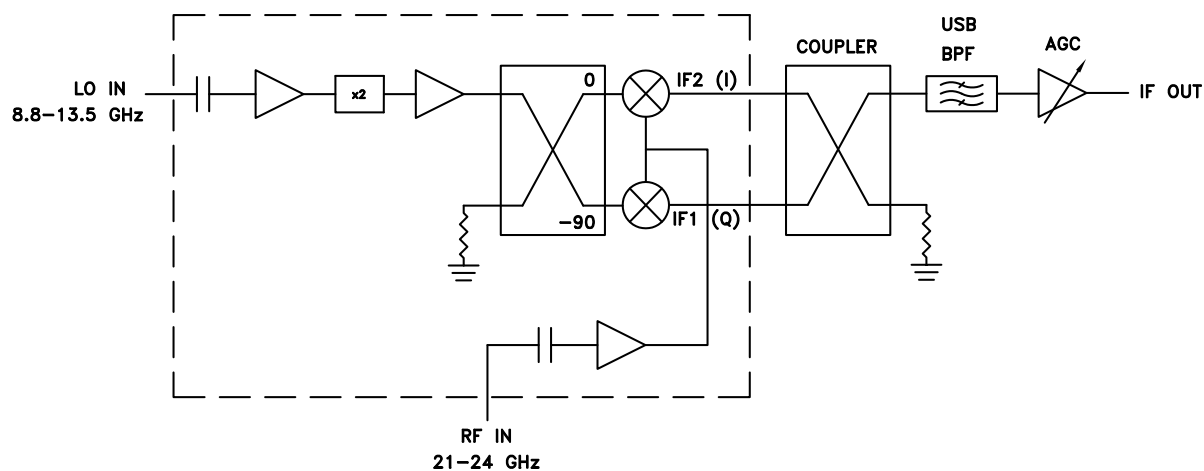 USB
BPF
COUPLER
AGC
0
IF2 (I)
LO IN
8.8–13.5 GHz
x2
IF OUT
–90
IF1 (Q)
RF IN
21–24 GHz